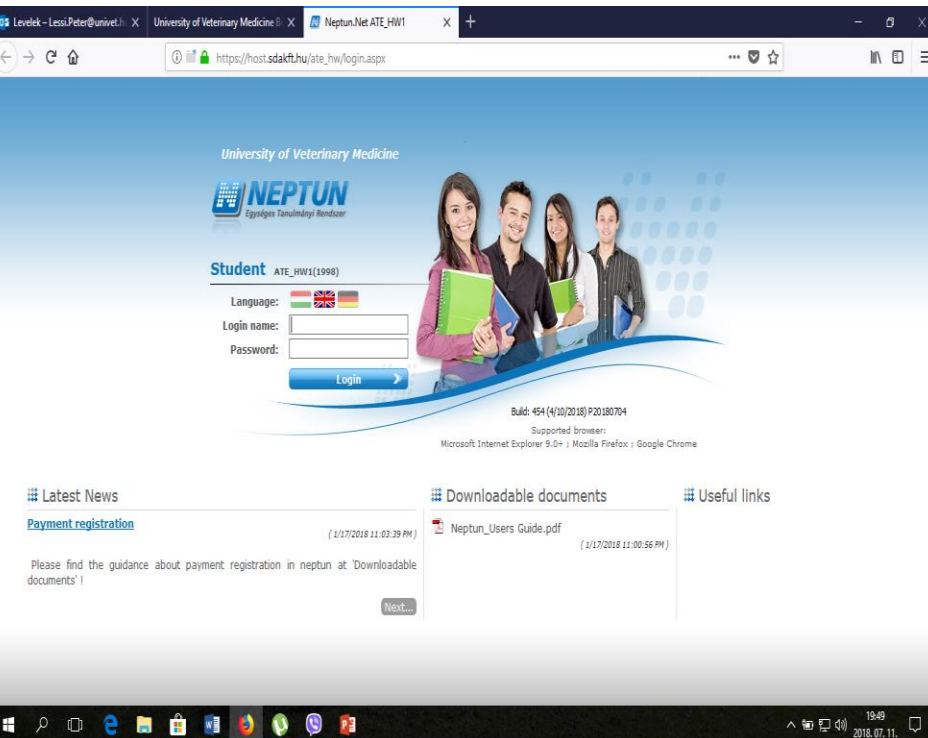 Levelek – Lessi.Peter@univet.h
University of Veterinary Medicine B
Neptun.Net ATE_HW1
https://host.sdakft.hu/ate_hw/login.aspx
University of Veterinary Medicine
NEPTUN
Egységes Tanulmányi Rendszer
Student ATE_HW1(1998)
Language:
Login name:
Password:
Login
Build: 454 (4/10/2018) P20180704
Supported browser:
Microsoft Internet Explorer 9.0+ ; Mozilla Firefox ; Google Chrome
Latest News
Payment registration
( 1/17/2018 11:03:39 PM )
Please find the guidance about payment registration in neptun at 'Downloadable
documents' !
Next...
Downloadable documents
Neptun_Users Guide.pdf
( 1/17/2018 11:00:56 PM )
Useful links
19:49
2018. 07. 11.